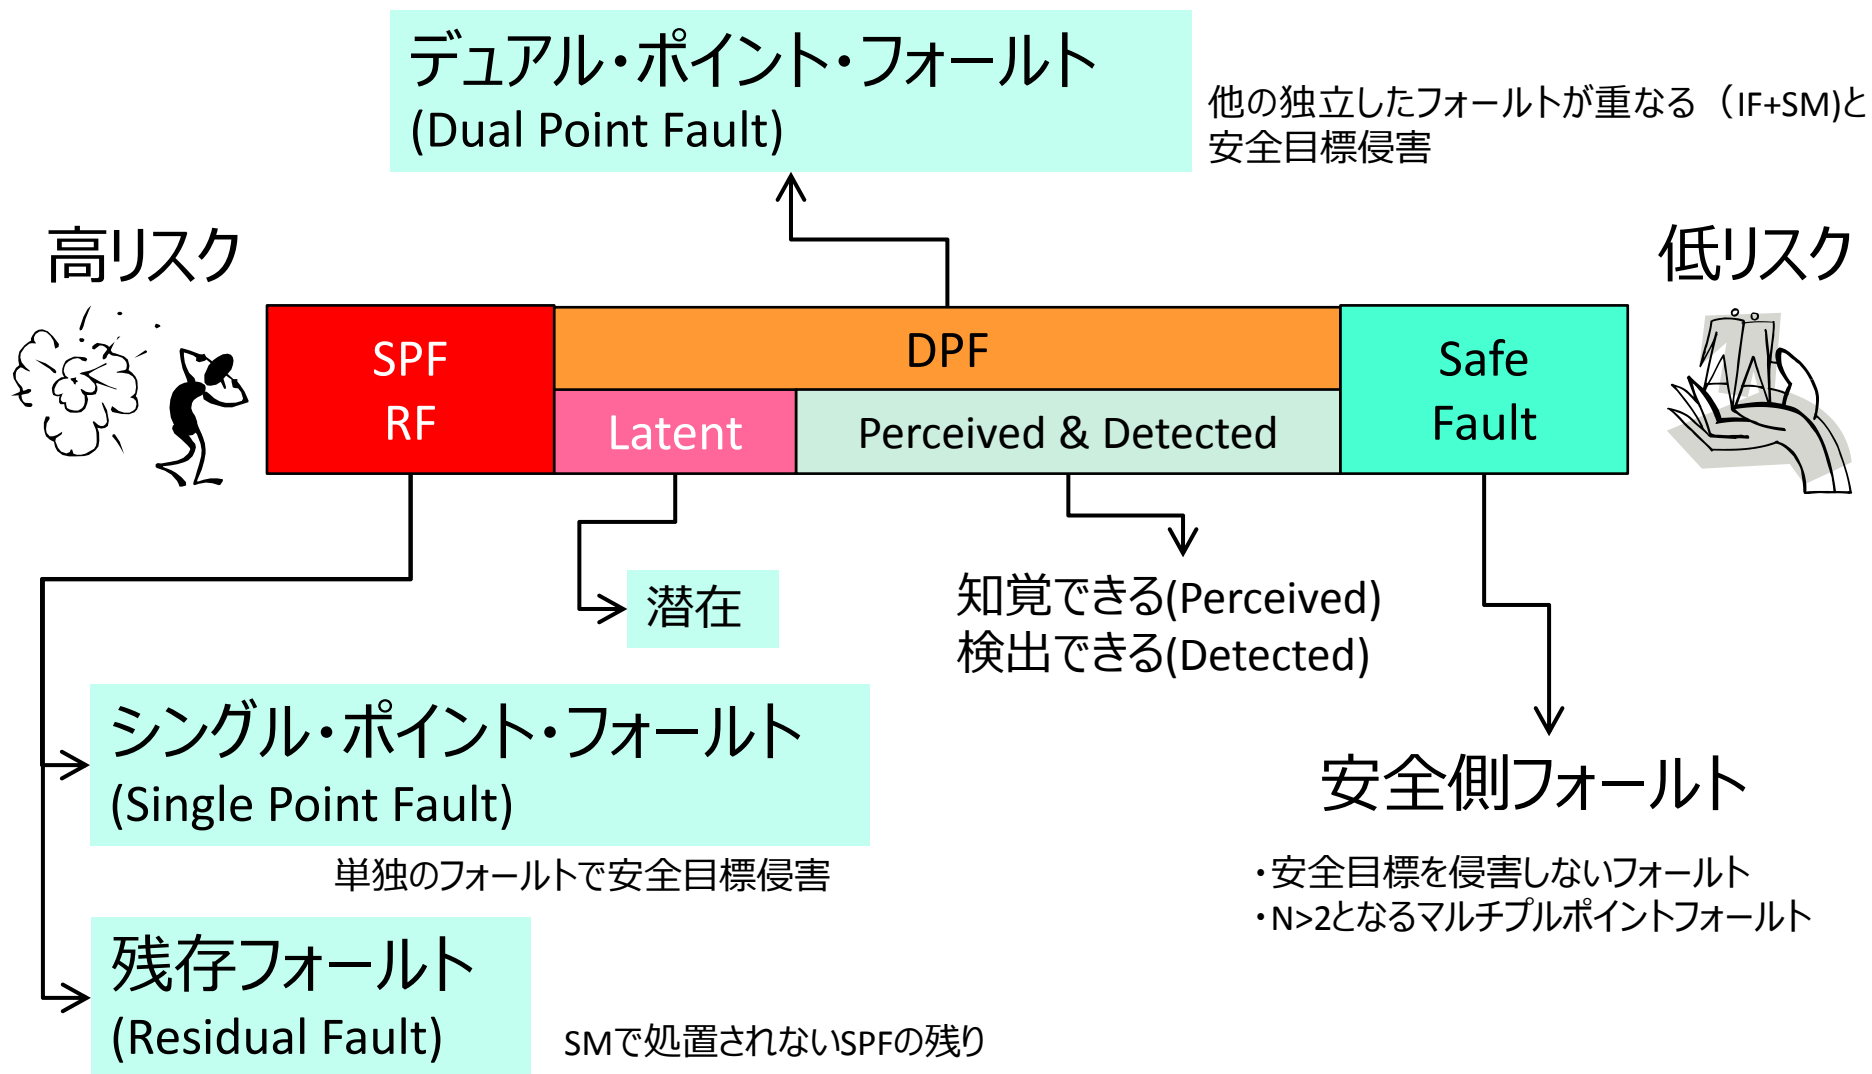 デュアル・ポイント・フォールト
(Dual Point Fault)
他の独立したフォールトが重なる（IF+SM)と
安全目標侵害
高リスク
低リスク
SPF
RF
DPF
Latent
Perceived & Detected
Safe
Fault
潜在
知覚できる(Perceived)
検出できる(Detected)
シングル・ポイント・フォールト
(Single Point Fault)
単独のフォールトで安全目標侵害
安全側フォールト
・安全目標を侵害しないフォールト
・N>2となるマルチプルポイントフォールト
残存フォールト
(Residual Fault)
SMで処置されないSPFの残り